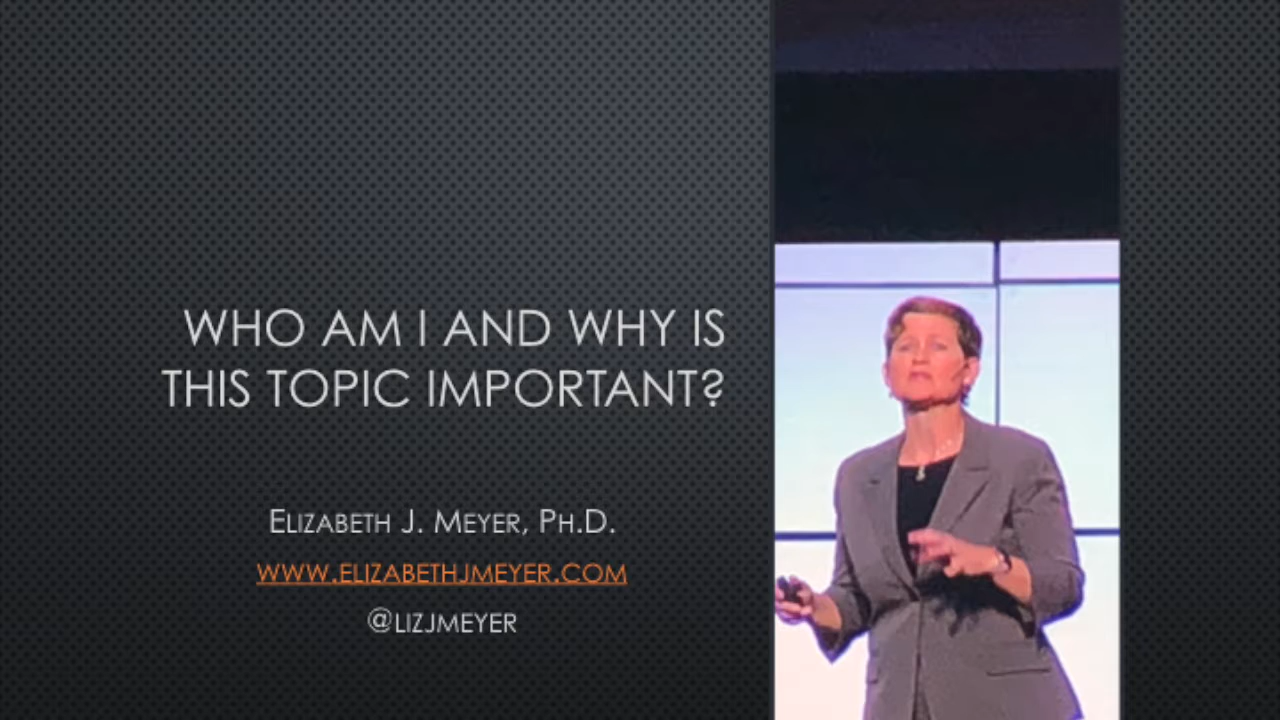 WHO AM I AND WHY IS
THIS TOPIC IMPORTANT?
ELIZABETH J. MEYER, PH.D.
WWW.ELIZABETHJMEYER.COM
@LIZJMEYER